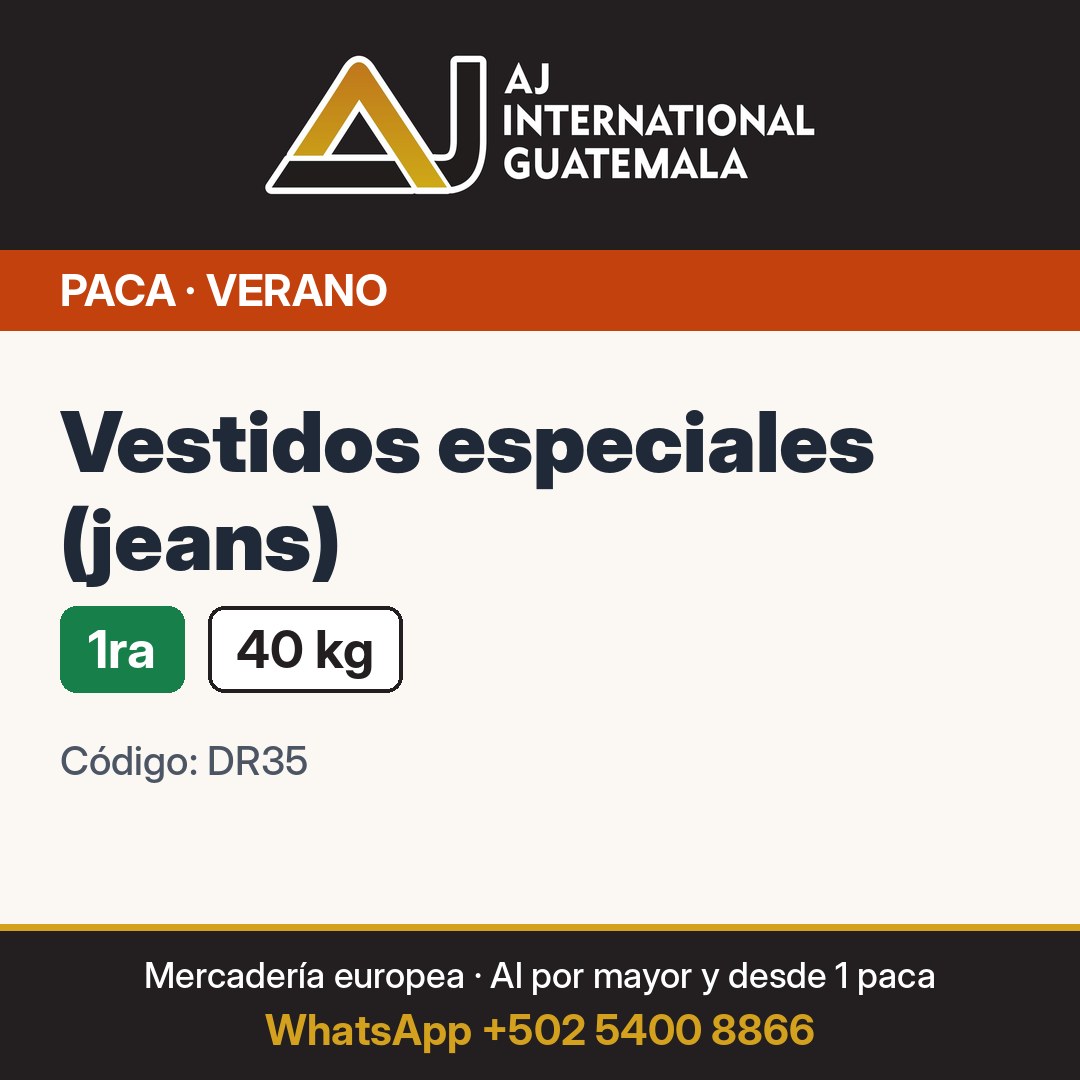 AJ
AJ
INTERNATIONAL
GUATEMALA
PACA · VERANO
Vestidos especiales
(jeans)
1ra
40 kg
Código: DR35
Mercadería europea · Al por mayor y desde 1 paca
WhatsApp +502 5400 8866